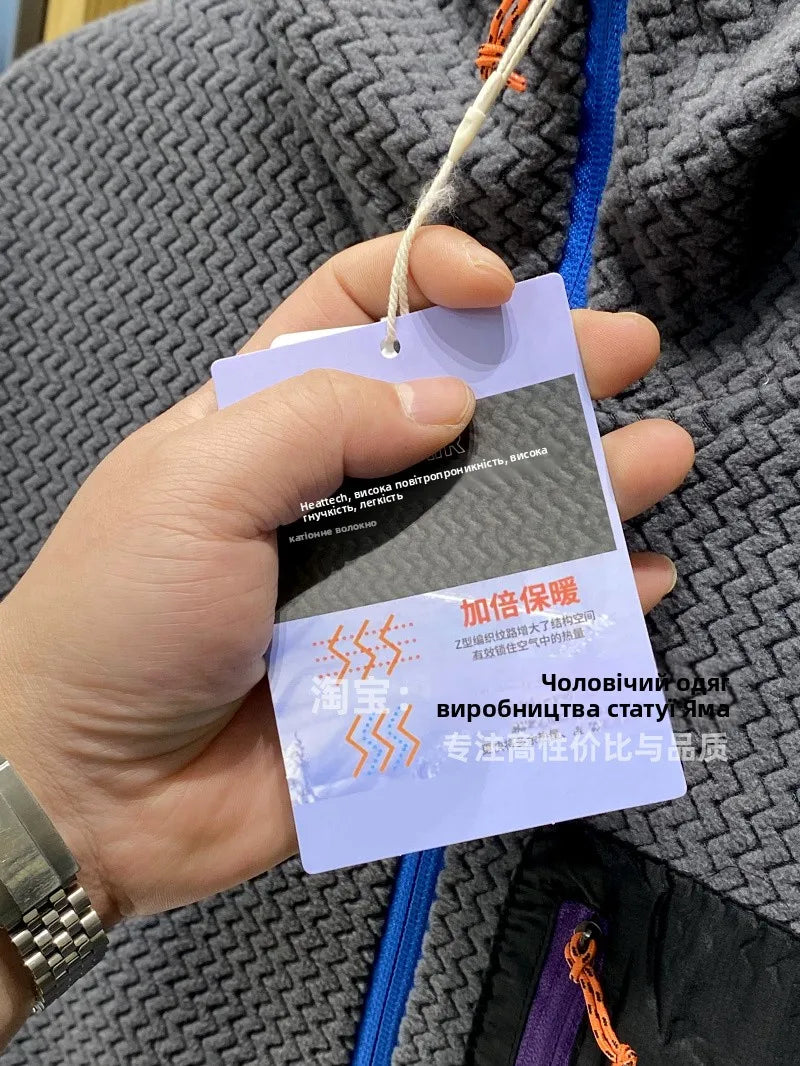 Heattech, висока повітропроникність, висока
гнучкість, легкість
катіонне волокно
加倍保暖
Z型编织纹路增大了结构空间
有效锁住空气中的热量
淘宝：
Чоловічий одяг
виробництва статуї Яма
专注高性价比与品质